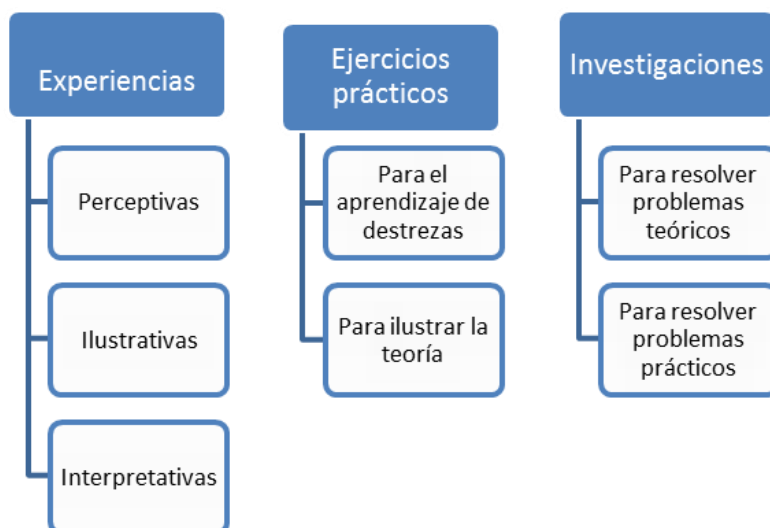 Experiencias
Perceptivas
Ilustrativas
Interpretativas
Ejercicios
prácticos
Para el
aprendizaje de
destrezas
Para ilustrar la
teoría
Investigaciones
Para resolver
problemas
teóricos
Para resolver
problemas
prácticos